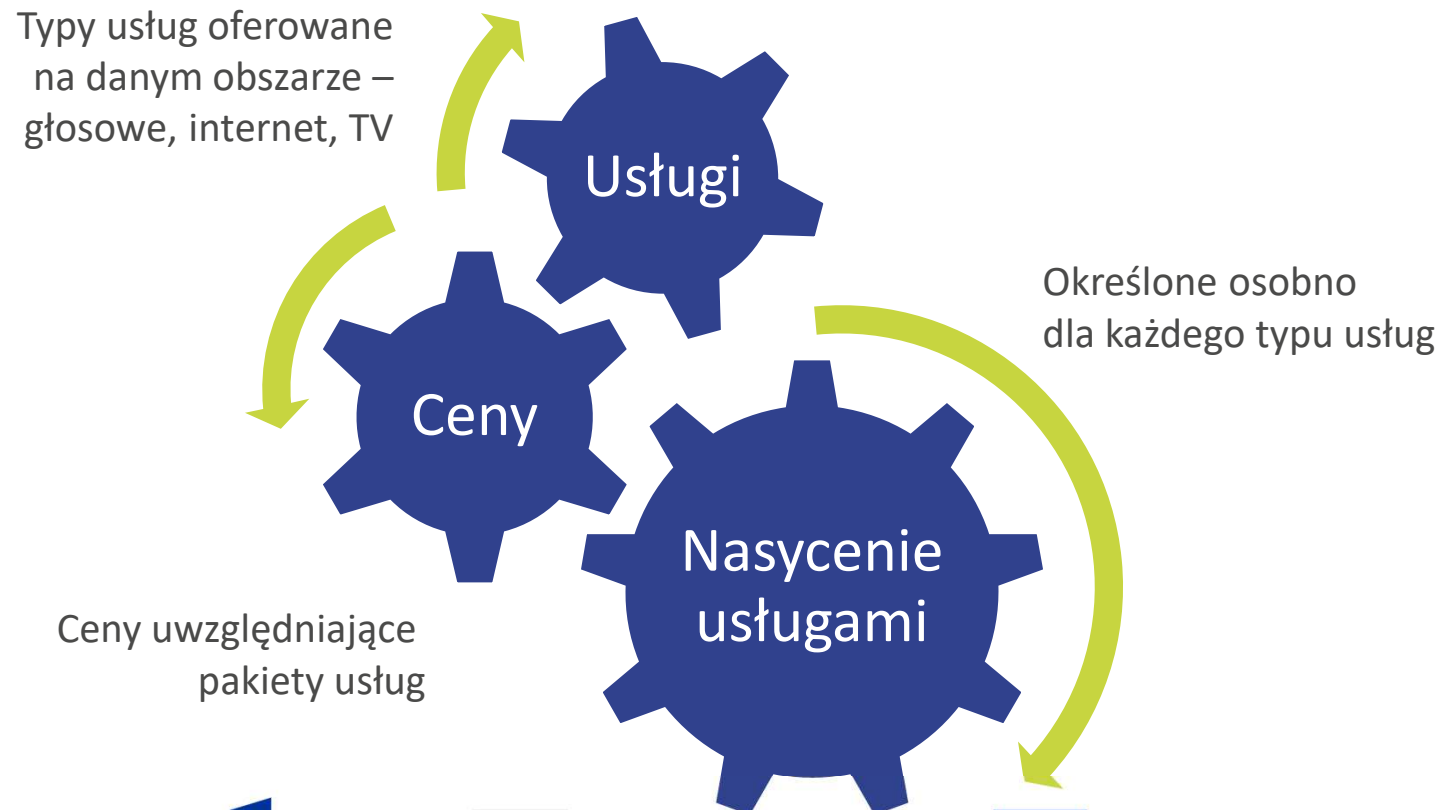 Typy usług oferowane
na danym obszarze –
głosowe, internet, TV
Usługi
Określone osobno
dla każdego typu usług
Ceny
Nasycenie
usługami
Ceny uwzględniające
pakiety usług